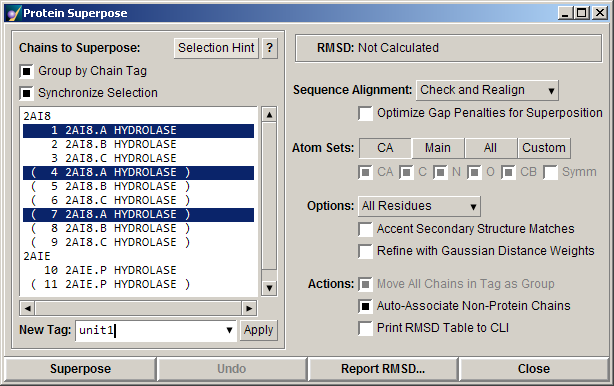 Protein Superpose
Chains to Superpose:
Selection Hint
?
Group by Chain Tag
Synchronize Selection
2AI8
1 2AI8.A HYDROLASE
2 2AI8.B HYDROLASE
3 2AI8.C HYDROLASE
( 4 2AI8.A HYDROLASE )
( 5 2AI8.B HYDROLASE )
( 6 2AI8.C HYDROLASE )
( 7 2AI8.A HYDROLASE )
( 8 2AI8.B HYDROLASE )
( 9 2AI8.C HYDROLASE )
2AIE
10 2AIE.P HYDROLASE
( 11 2AIE.P HYDROLASE )
New Tag:
unit1
Apply
RMSD: Not Calculated
Sequence Alignment: Check and Realign
Optimize Gap Penalties for Superposition
Atom Sets: CA Main All Custom
CA C N O CB Symm
Options: All Residues
Accent Secondary Structure Matches
Refine with Gaussian Distance Weights
Actions: Move All Chains in Tag as Group
Auto-Associate Non-Protein Chains
Print RMSD Table to CLI
Superpose Undo Report RMSD... Close